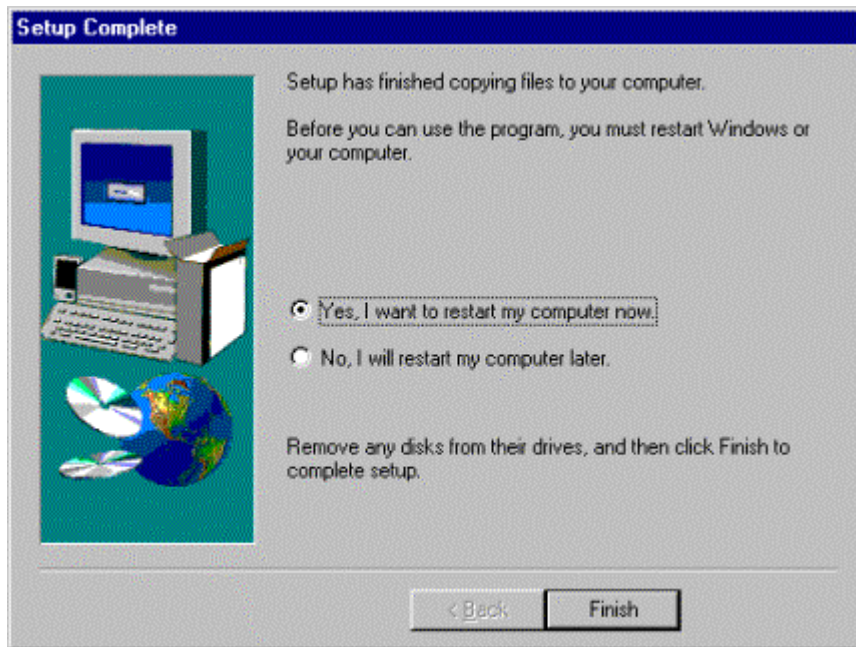 Setup Complete
Setup has finished copying files to your computer.
Before you can use the program, you must restart Windows or
your computer.
Yes, I want to restart my computer now.
No, I will restart my computer later.
Remove any disks from their drives, and then click Finish to
complete setup.
< Back
Finish